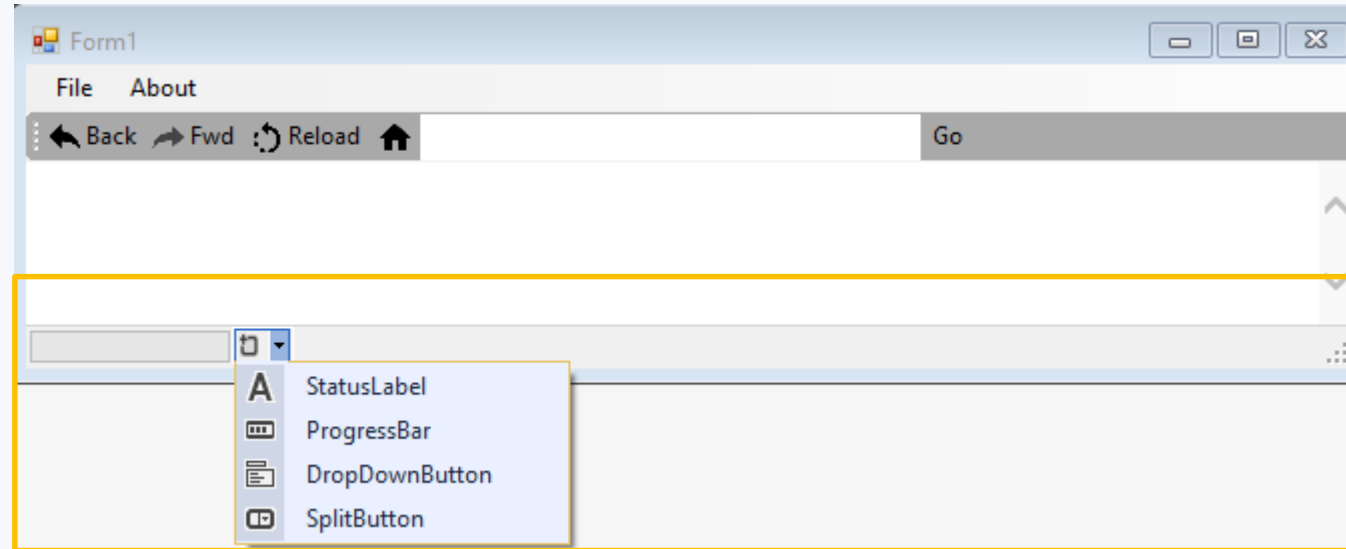 Form1
File About
Back Fwd Reload Go
StatusLabel
ProgressBar
DropDownButton
SplitButton